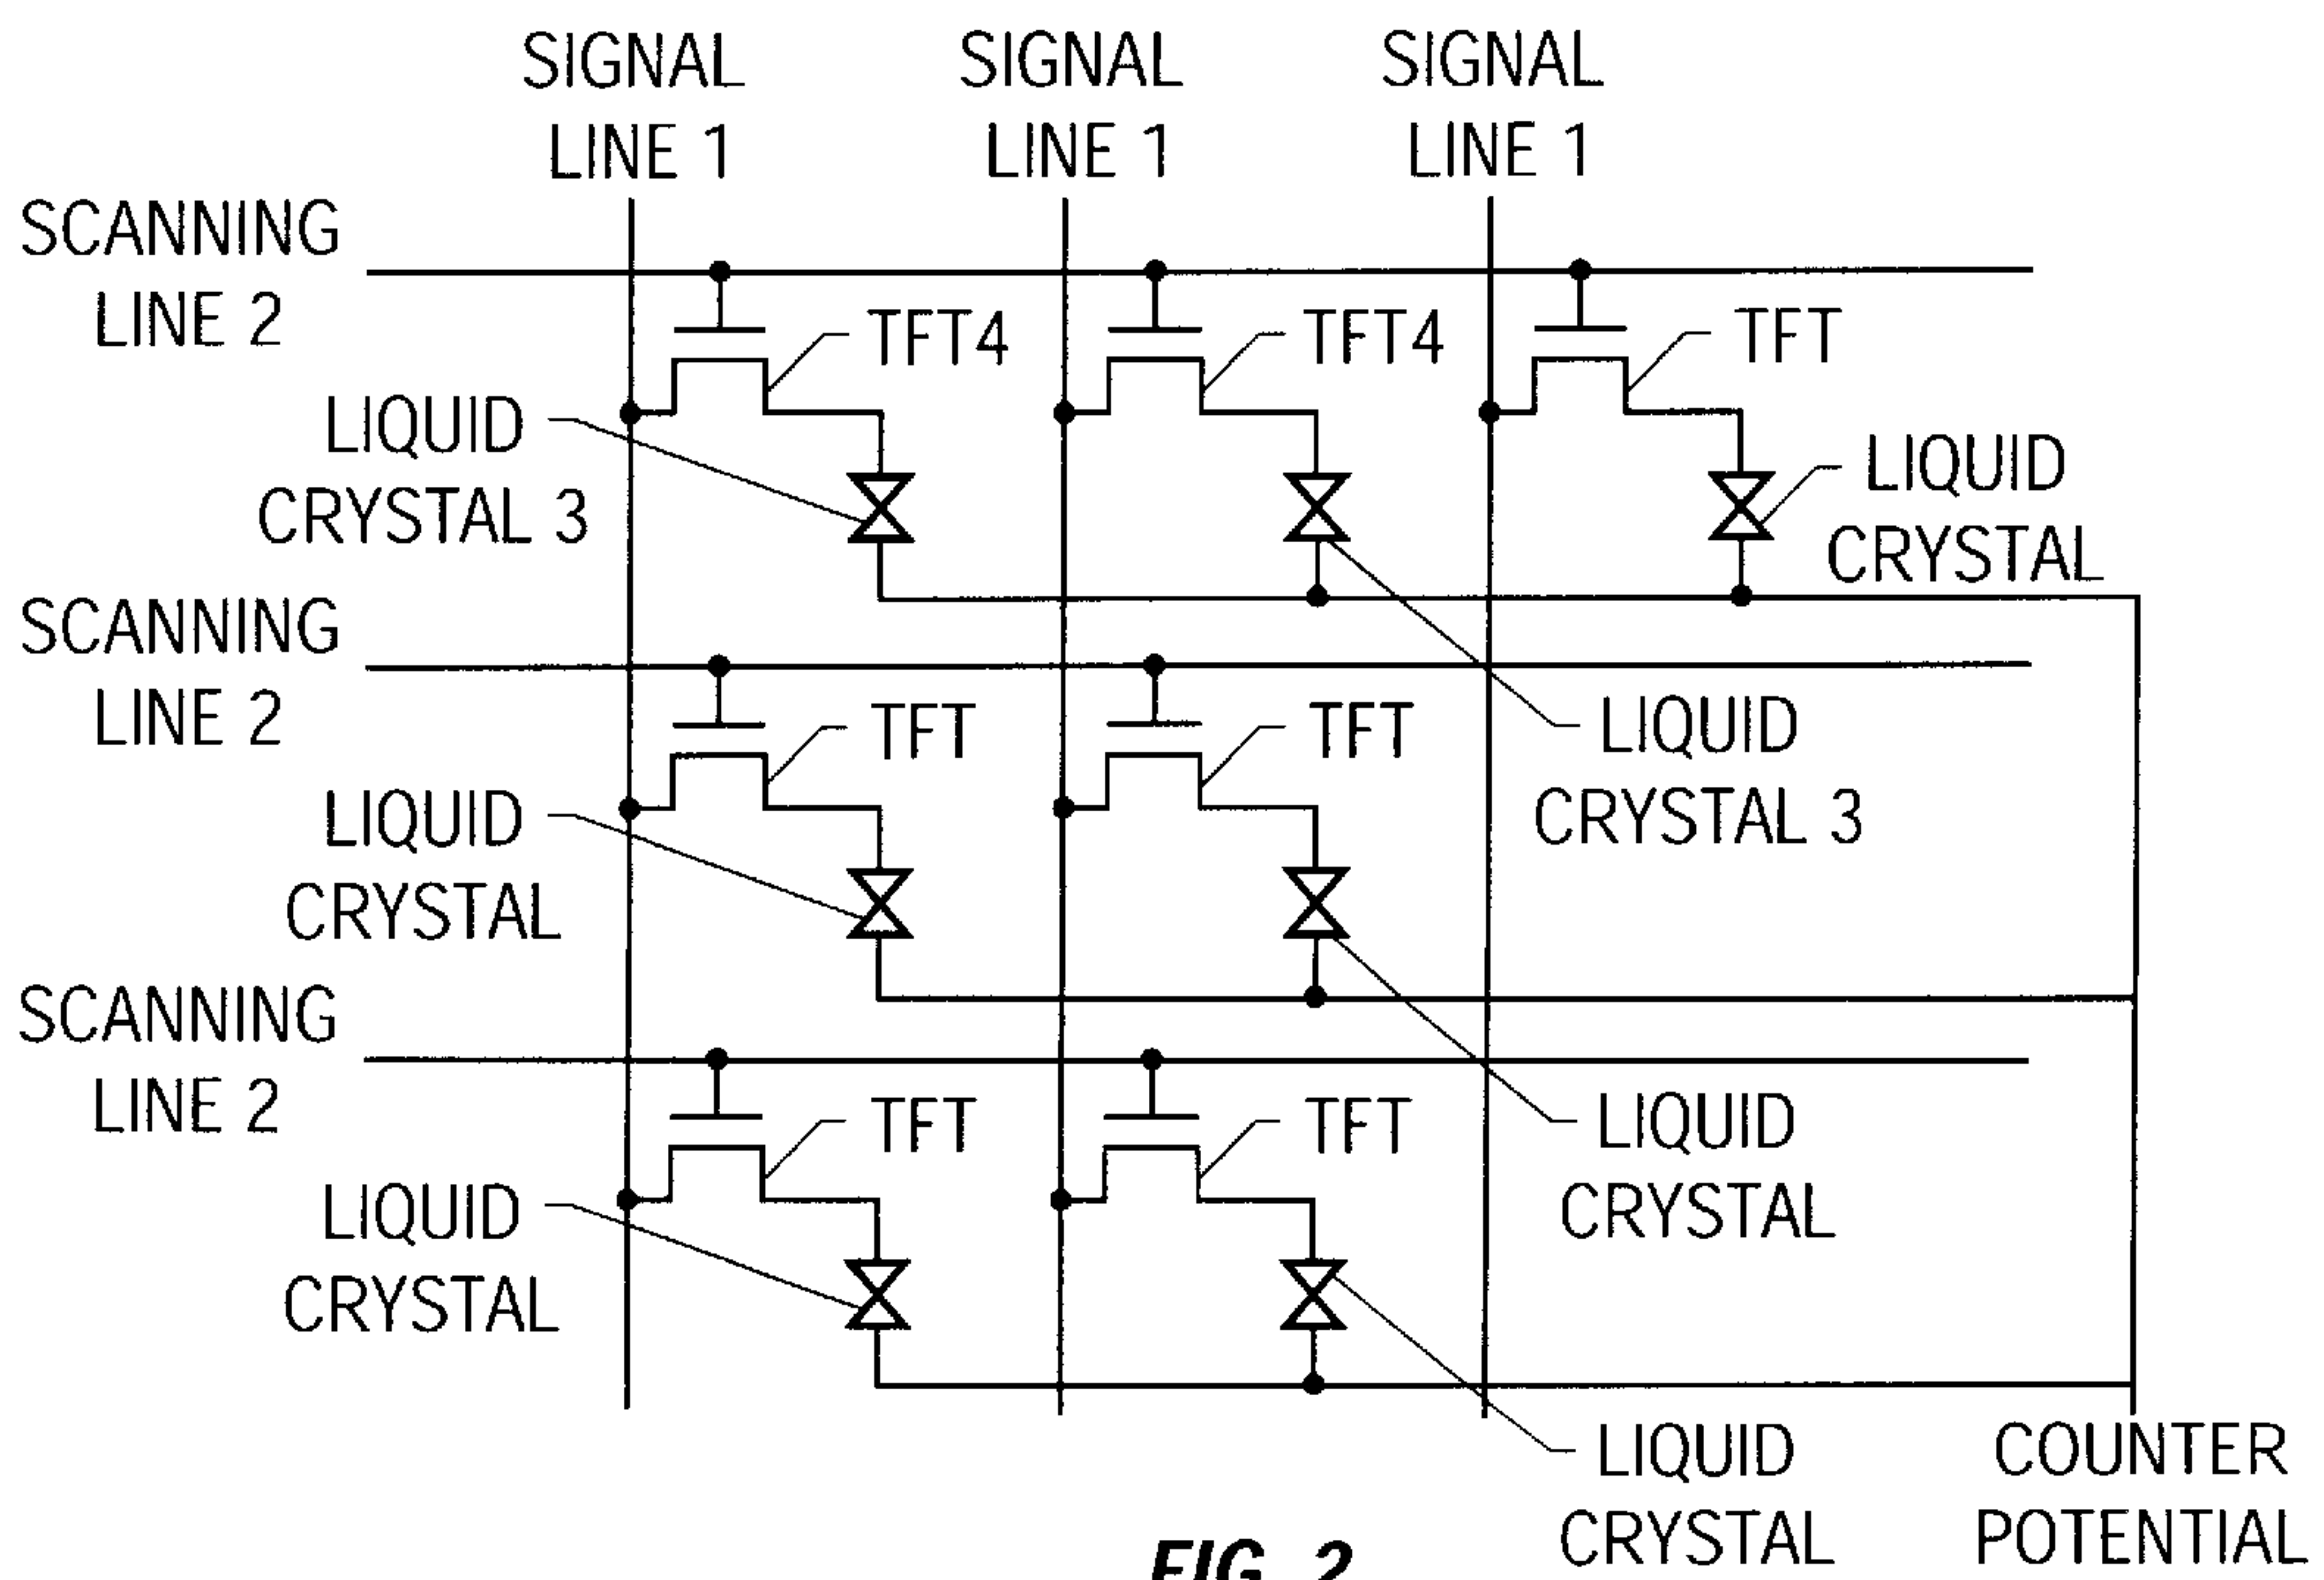 SIGNAL
LINE 1
SIGNAL
LINE 1
SIGNAL
LINE 1
SCANNING
LINE 2
TFT4
TFT4
TFT
LIQUID
CRYSTAL 3
LIQUID
CRYSTAL
SCANNING
LINE 2
TFT
TFT
LIQUID
CRYSTAL 3
LIQUID
CRYSTAL
SCANNING
LINE 2
TFT
TFT
LIQUID
CRYSTAL
LIQUID
CRYSTAL
LIQUID
CRYSTAL
COUNTER
POTENTIAL
FIG. 2